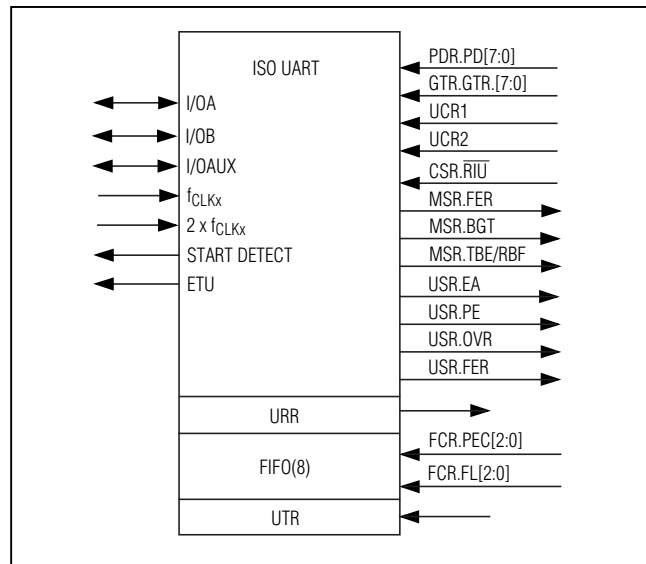 ISO UART
I/OA
I/OB
I/OAUX
fCLKx
2 x fCLKx
START DETECT
ETU
PDR.PD[7:0]
GTR.GTR.[7:0]
UCR1
UCR2
CSR.R̅I̅U̅
MSR.FER
MSR.BGT
MSR.TBE/RBF
USR.EA
USR.PE
USR.OVR
USR.FER
URR
FIFO(8)
FCR.PEC[2:0]
FCR.FL[2:0]
UTR